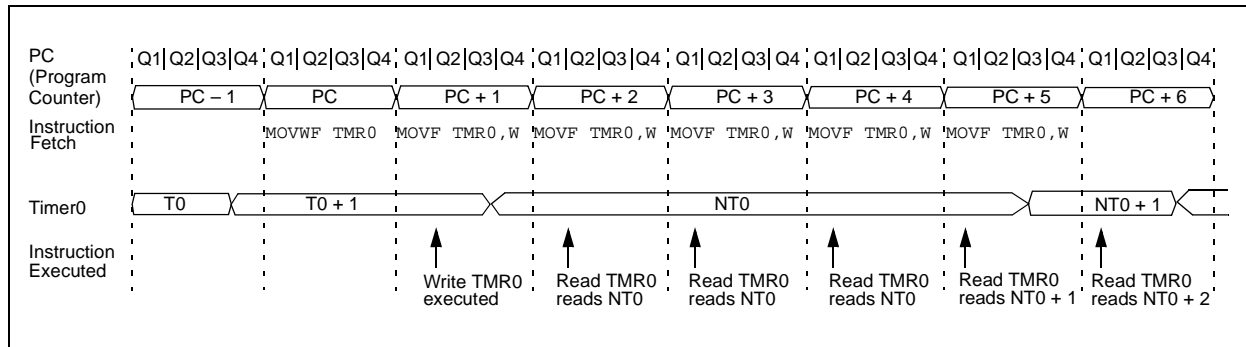 PC
(Program
Counter)
Q1|Q2|Q3|Q4 Q1|Q2|Q3|Q4 Q1|Q2|Q3|Q4 Q1|Q2|Q3|Q4 Q1|Q2|Q3|Q4 Q1|Q2|Q3|Q4 Q1|Q2|Q3|Q4 Q1|Q2|Q3|Q4
PC – 1 PC PC + 1 PC + 2 PC + 3 PC + 4 PC + 5 PC + 6
Instruction
Fetch
MOVWF TMR0 MOVF TMR0,W MOVF TMR0,W MOVF TMR0,W MOVF TMR0,W MOVF TMR0,W
Timer0
T0 T0 + 1 NT0 NT0 + 1
Instruction
Executed
Write TMR0
executed
Read TMR0
reads NT0
Read TMR0
reads NT0
Read TMR0
reads NT0
Read TMR0
reads NT0 + 1
Read TMR0
reads NT0 + 2